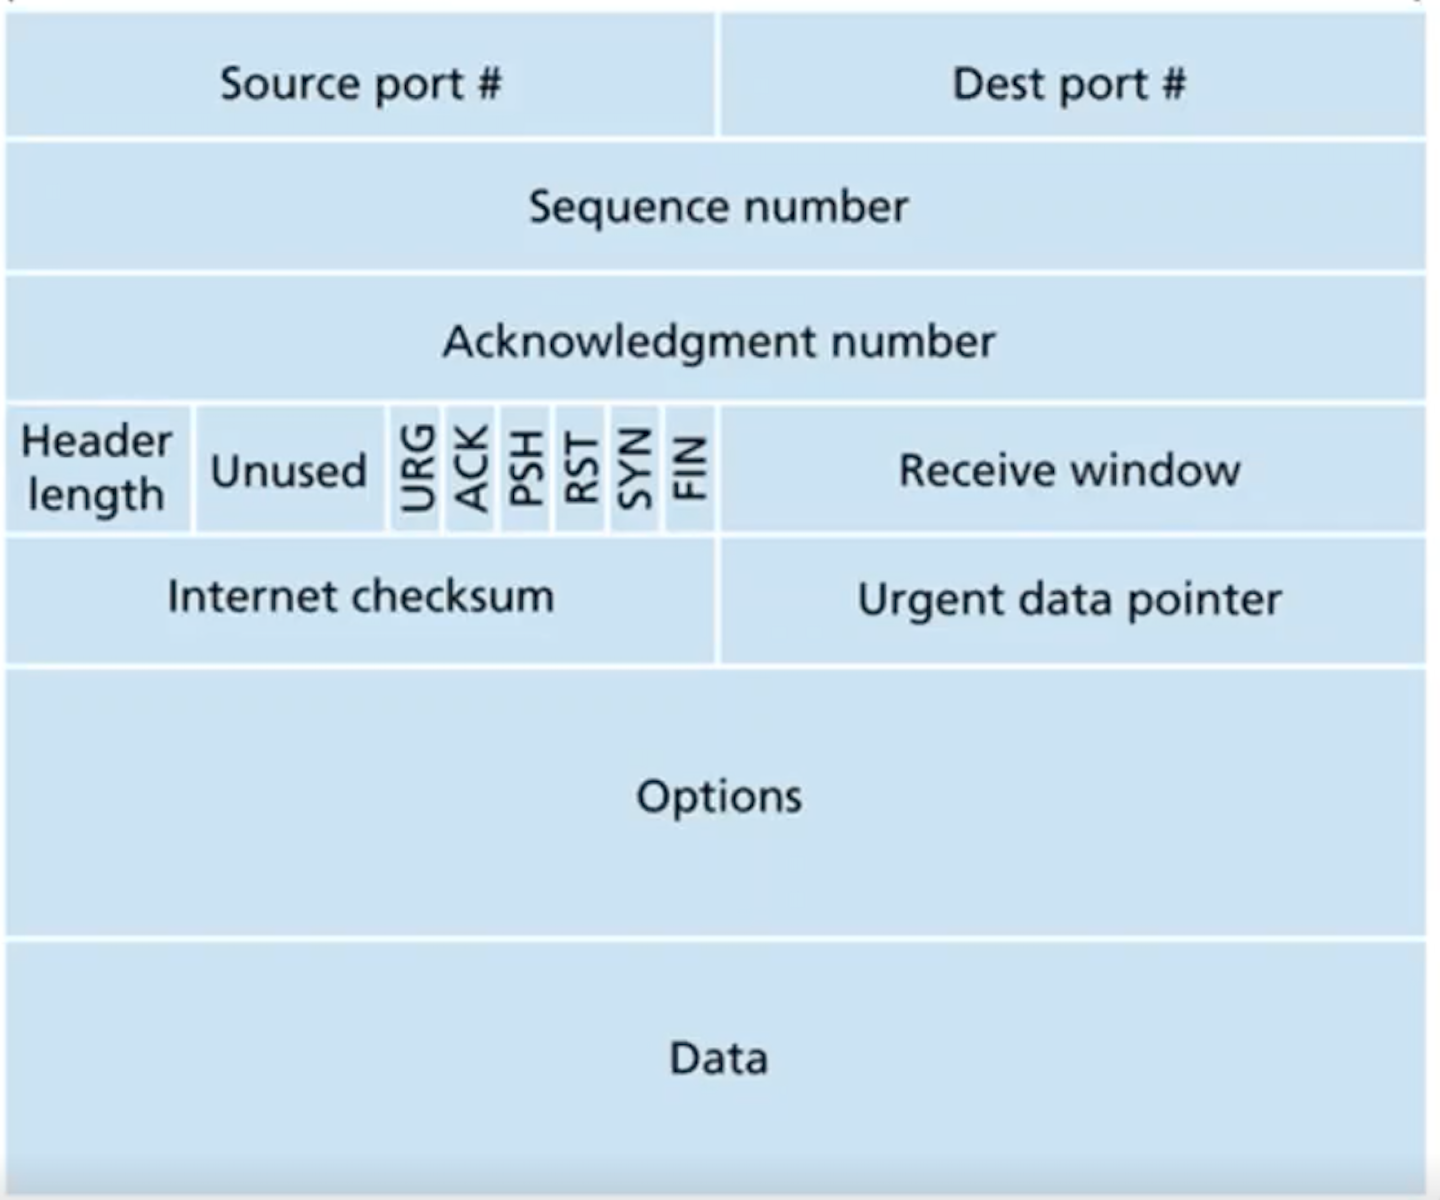 Source port #
Dest port #
Sequence number
Acknowledgment number
Header
length
Unused
URG
ACK
PSH
RST
SYN
FIN
Receive window
Internet checksum
Urgent data pointer
Options
Data